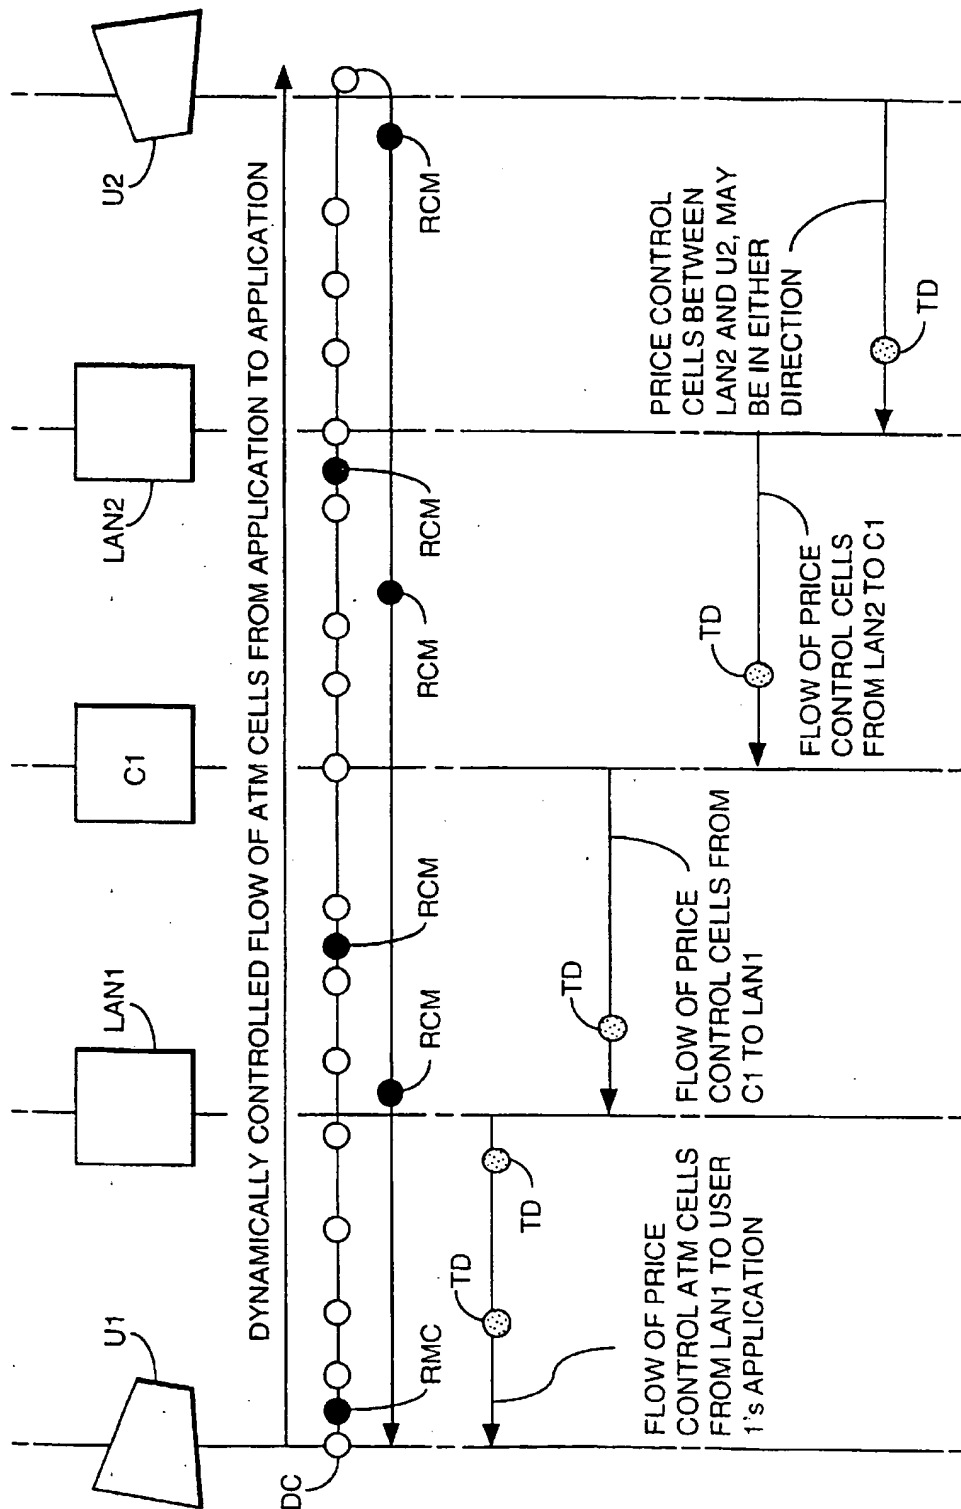 U1
LAN1
C1
LAN2
U2
DYNAMICALLY CONTROLLED FLOW OF ATM CELLS FROM APPLICATION TO APPLICATION
DC
RMC
RCM
RCM
RCM
RCM
RCM
TD
TD
FLOW OF PRICE
CONTROL ATM CELLS
FROM LAN1 TO USER
1's APPLICATION
TD
FLOW OF PRICE
CONTROL CELLS FROM
C1 TO LAN1
TD
FLOW OF PRICE
CONTROL CELLS
FROM LAN2 TO C1
PRICE CONTROL
CELLS BETWEEN
LAN2 AND U2, MAY
BE IN EITHER
DIRECTION
TD